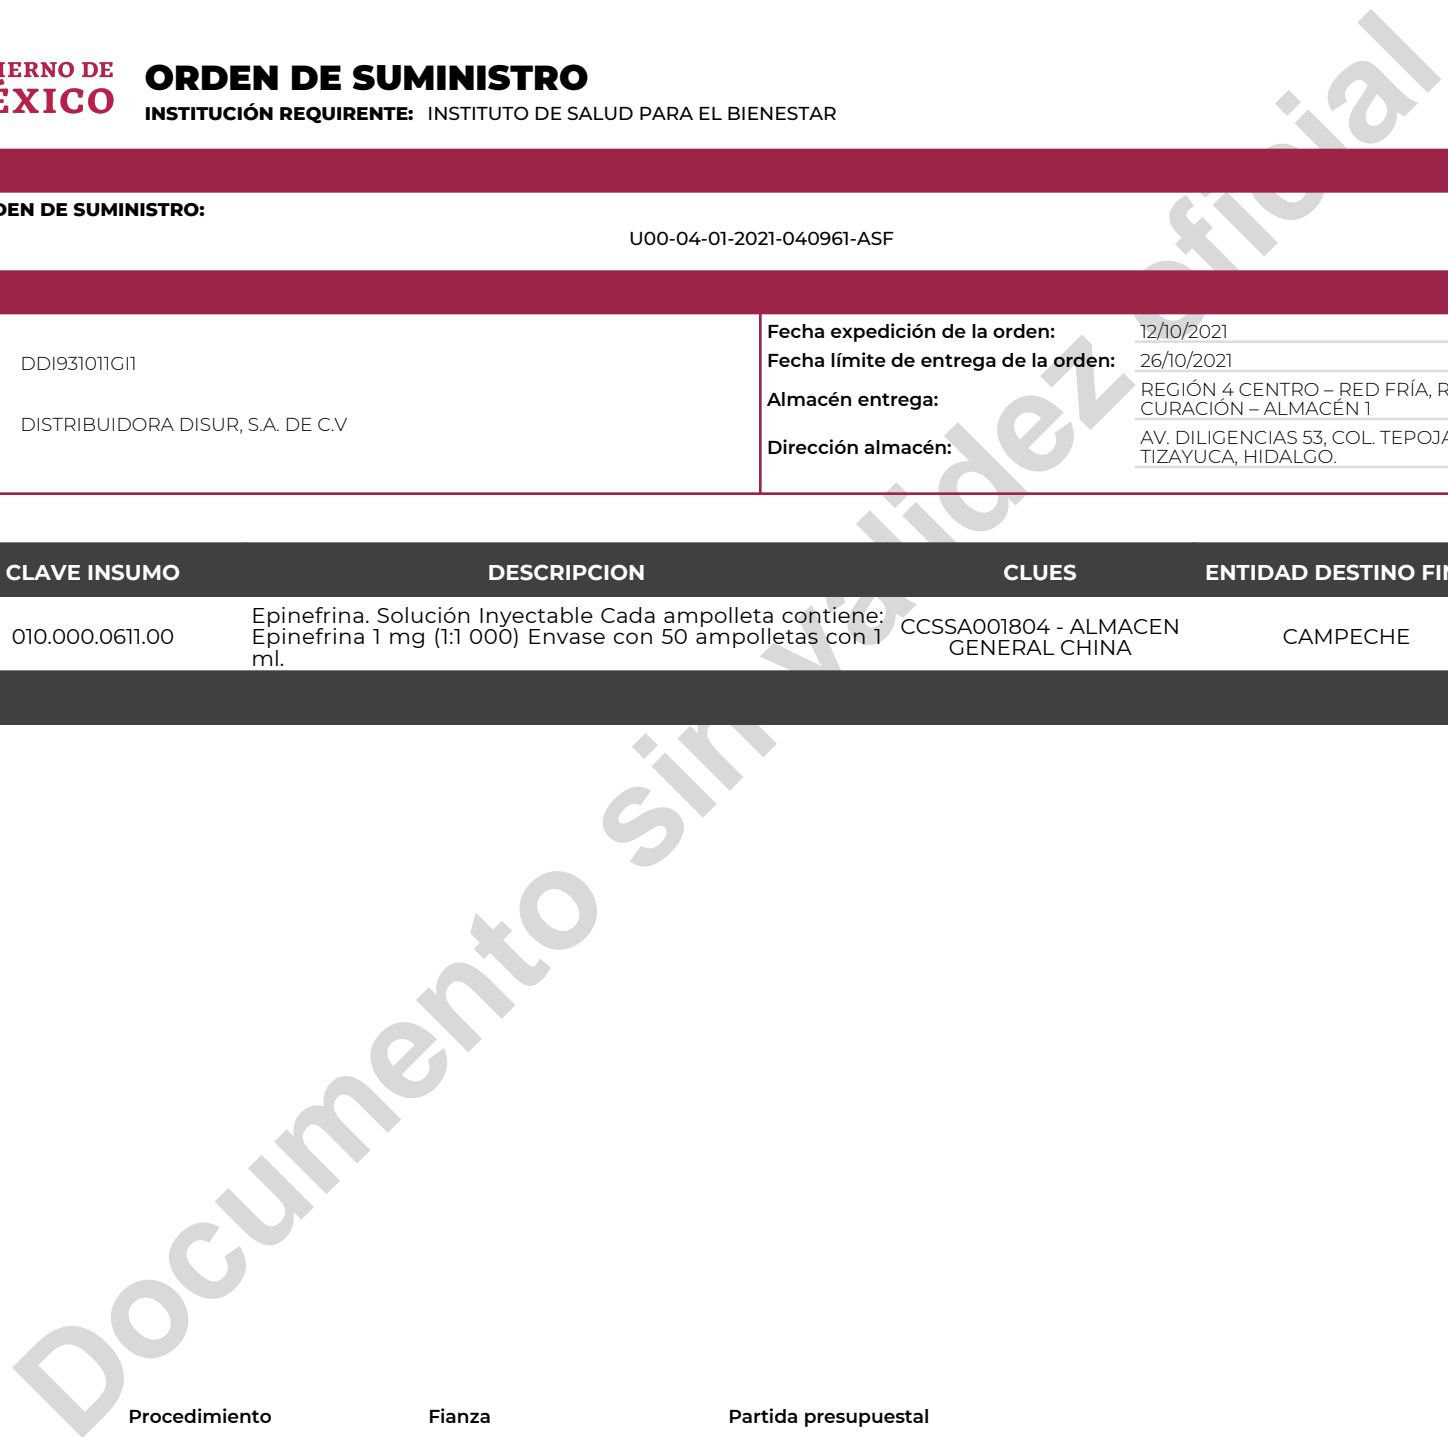 IERNO DE
ÉXICO
ORDEN DE SUMINISTRO
INSTITUCIÓN REQUIRENTE: INSTITUTO DE SALUD PARA EL BIENESTAR
DEN DE SUMINISTRO:
U00-04-01-2021-040961-ASF
DDI931011GI1
DISTRIBUIDORA DISUR, S.A. DE C.V
Fecha expedición de la orden: 12/10/2021
Fecha límite de entrega de la orden: 26/10/2021
Almacén entrega: REGIÓN 4 CENTRO – RED FRÍA, R
CURACIÓN – ALMACÉN 1
Dirección almacén: AV. DILIGENCIAS 53, COL. TEPOJA
TIZAYUCA, HIDALGO.
CLAVE INSUMO DESCRIPCION CLUES ENTIDAD DESTINO FIN
010.000.0611.00
Epinefrina. Solución Inyectable Cada ampolleta contiene:
Epinefrina 1 mg (1:1 000) Envase con 50 ampolletas con 1
ml.
CCSSA001804 - ALMACEN
GENERAL CHINA
CAMPECHE
Documento sin validez oficial
Procedimiento Fianza Partida presupuestal